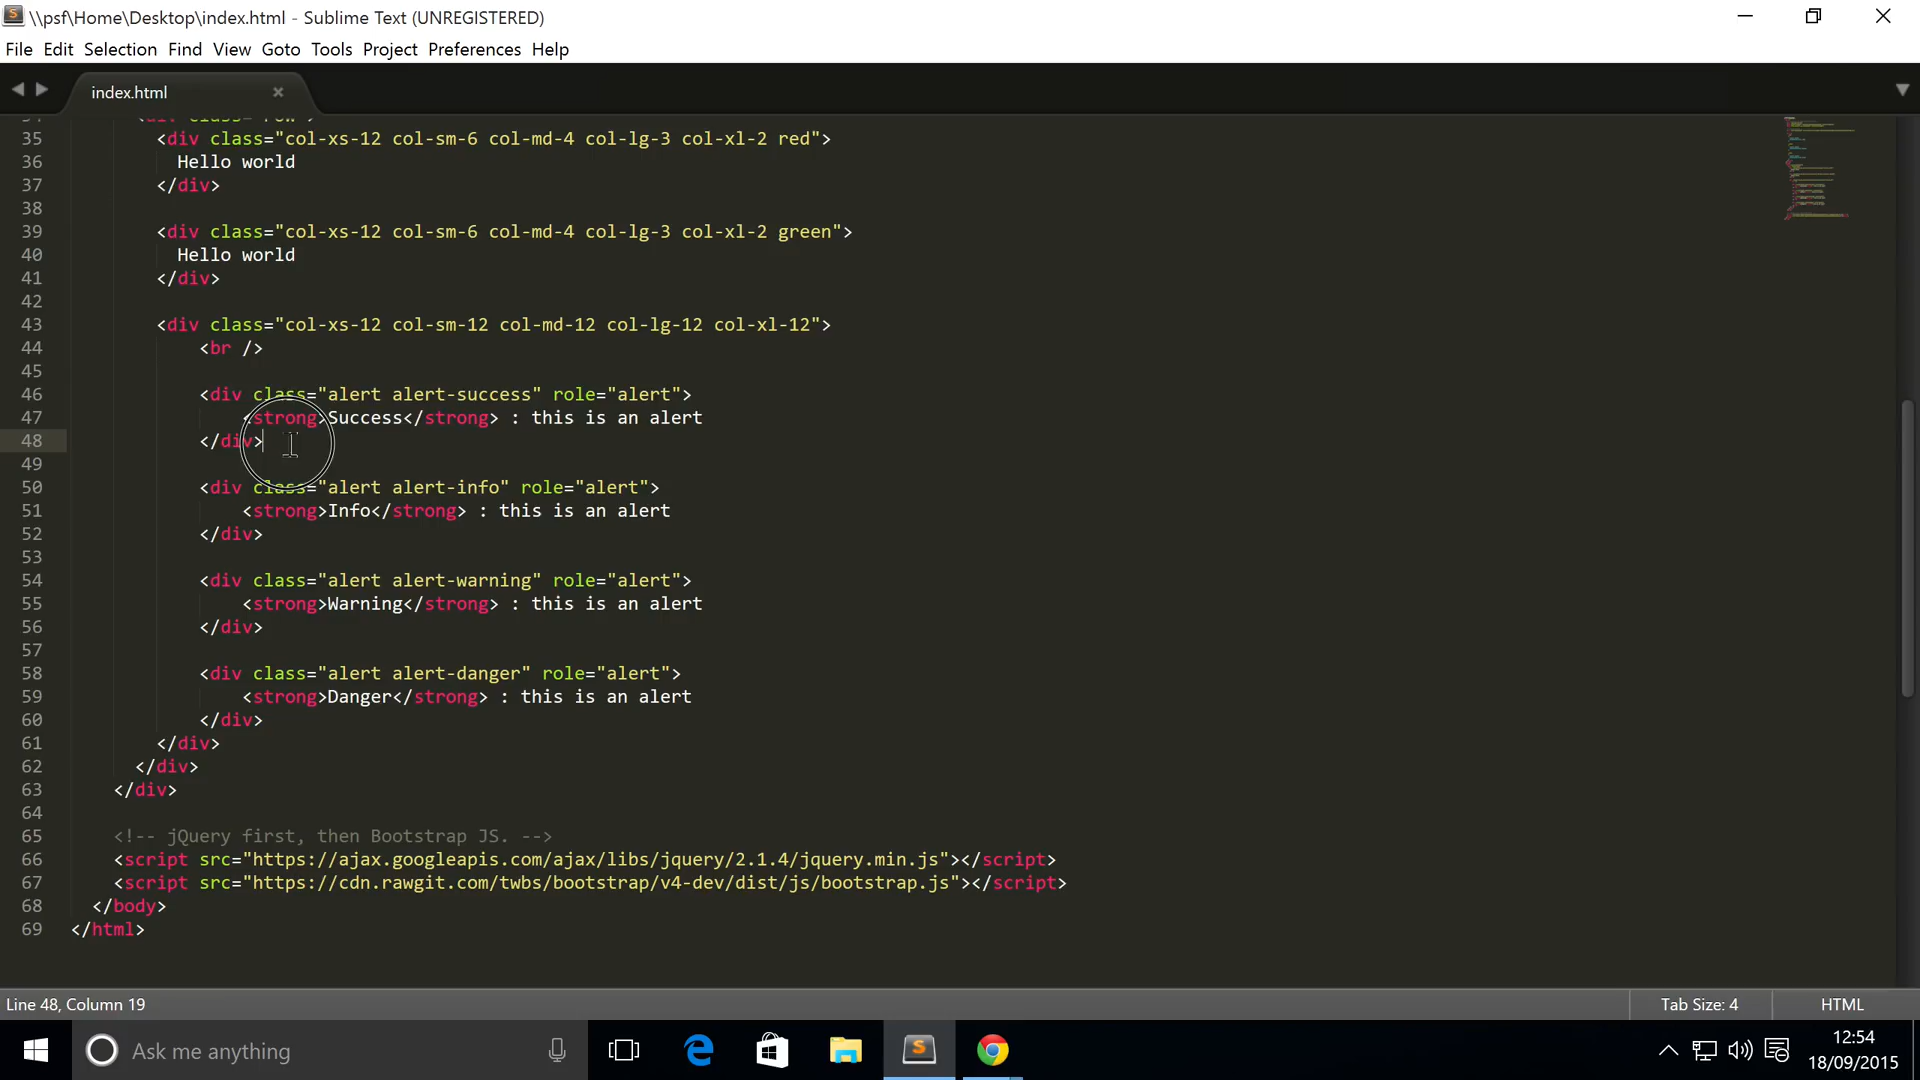 \\psf\Home\Desktop\index.html - Sublime Text (UNREGISTERED)
File Edit Selection Find View Goto Tools Project Preferences Help
index.html
35 <div class="col-xs-12 col-sm-6 col-md-4 col-lg-3 col-xl-2 red">
36 Hello world
37 </div>
38
39 <div class="col-xs-12 col-sm-6 col-md-4 col-lg-3 col-xl-2 green">
40 Hello world
41 </div>
42
43 <div class="col-xs-12 col-sm-12 col-md-12 col-lg-12 col-xl-12">
44 <br />
45
46 <div class="alert alert-success" role="alert">
47 <strong>Success</strong> : this is an alert
48 </div>
49
50 <div class="alert alert-info" role="alert">
51 <strong>Info</strong> : this is an alert
52 </div>
53
54 <div class="alert alert-warning" role="alert">
55 <strong>Warning</strong> : this is an alert
56 </div>
57
58 <div class="alert alert-danger" role="alert">
59 <strong>Danger</strong> : this is an alert
60 </div>
61 </div>
62 </div>
63 </div>
64
65 <!-- jQuery first, then Bootstrap JS. -->
66 <script src="https://ajax.googleapis.com/ajax/libs/jquery/2.1.4/jquery.min.js"></script>
67 <script src="https://cdn.rawgit.com/twbs/bootstrap/v4-dev/dist/js/bootstrap.js"></script>
68 </body>
69 </html>
Line 48, Column 19 Tab Size: 4 HTML
Ask me anything
12:54
18/09/2015